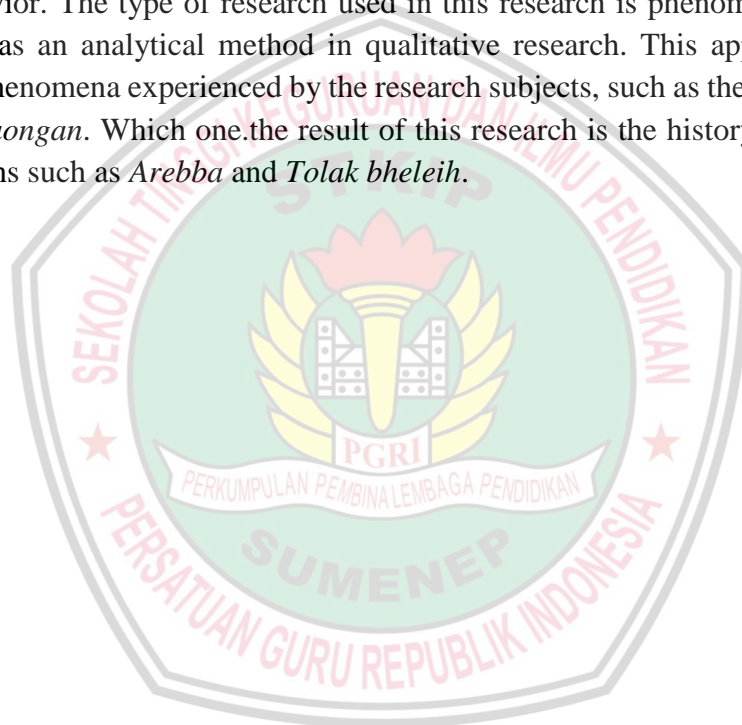 vior. The type of research used in this research is phenom
as an analytical method in qualitative research. This app
henomena experienced by the research subjects, such as the
ongan. Which one.the result of this research is the history
ns such as Arebba and Tolak bheleih.
SEKOLAH TINGGI KEGURUAN DAN ILMU PENDIDIKAN
STKIP
PGRI
PERKUMPULAN PEMBINA LEMBAGA PENDIDIKAN
SUMENEP
PERSATUAN GURU REPUBLIK INDONESIA